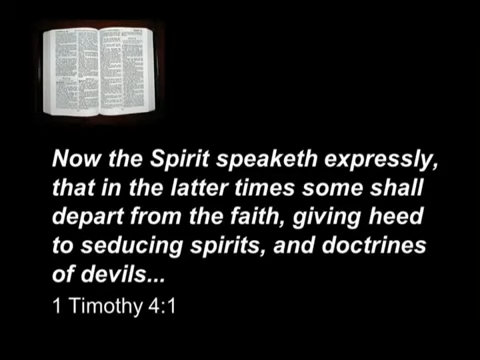 Now the Spirit speaketh expressly,
that in the latter times some shall
depart from the faith, giving heed
to seducing spirits, and doctrines
of devils...
1 Timothy 4:1